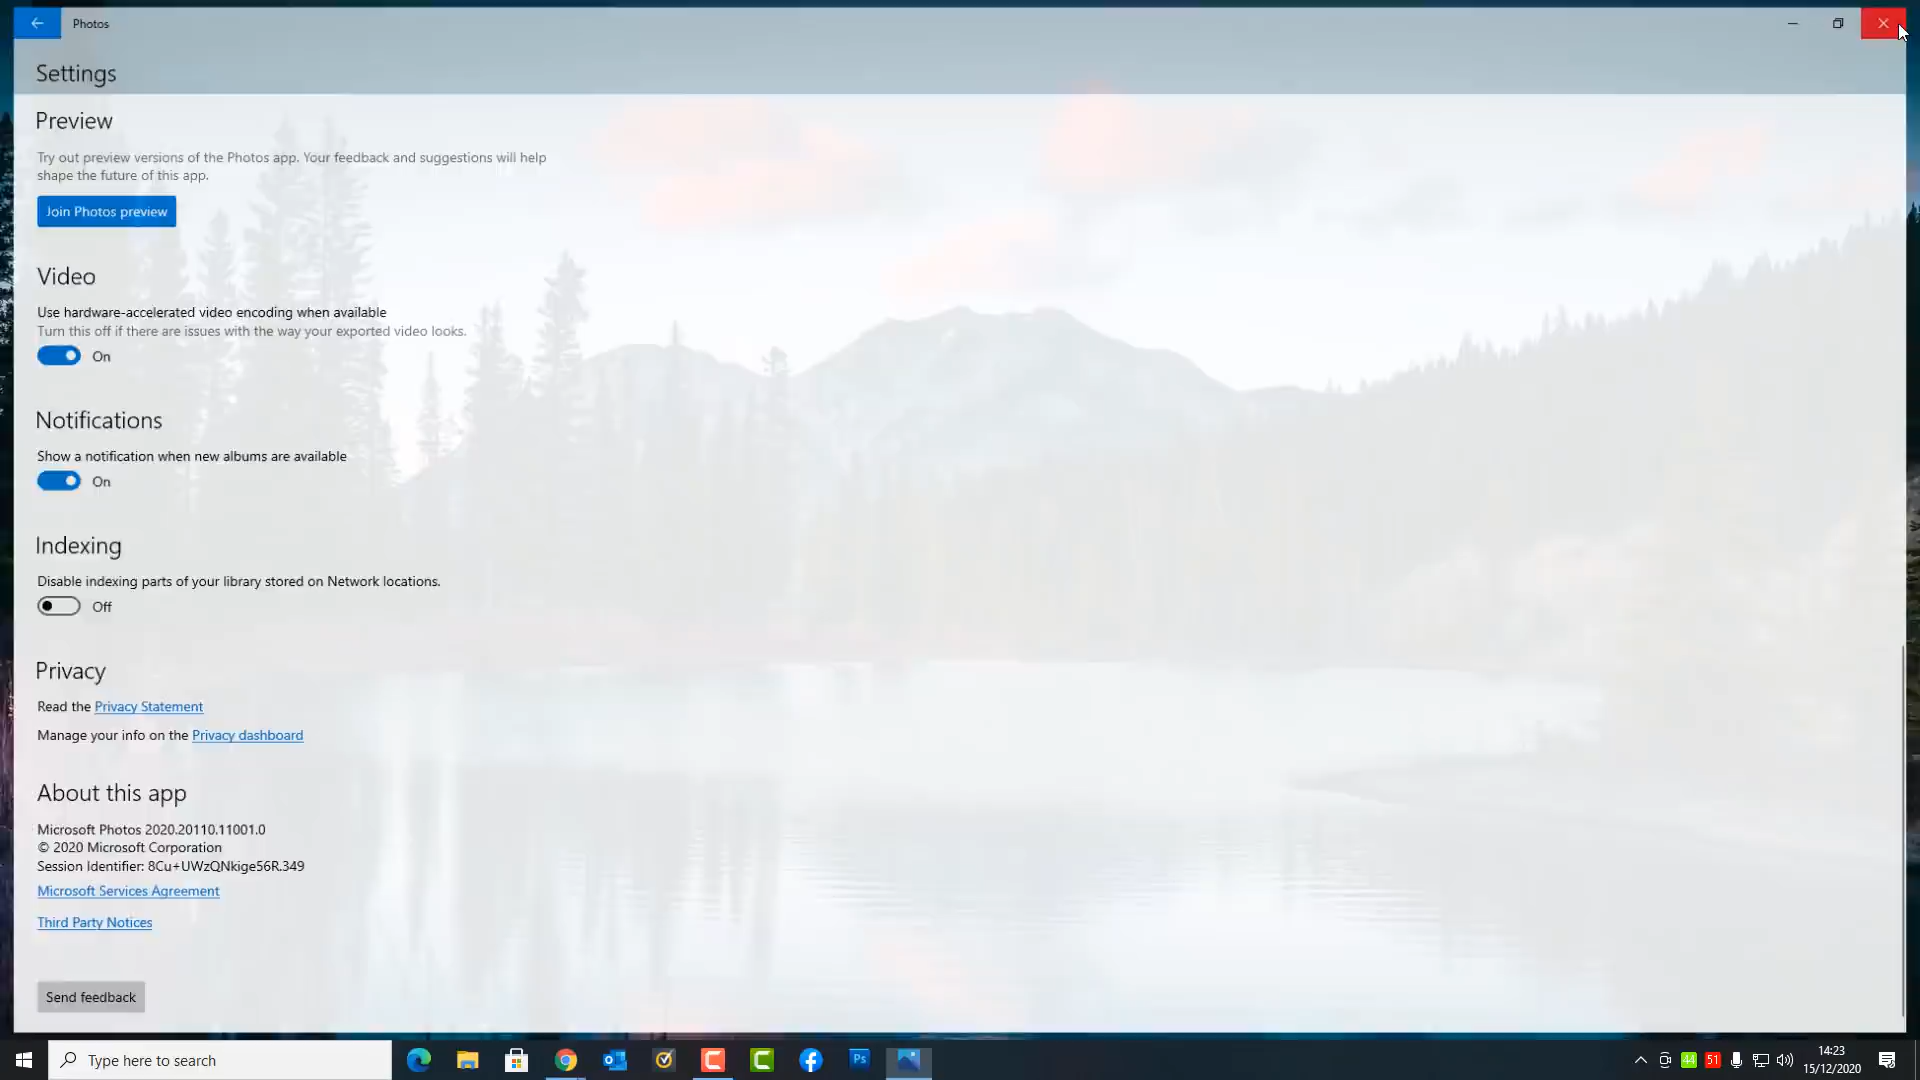 Photos
Settings
Preview
Try out preview versions of the Photos app. Your feedback and suggestions will help
shape the future of this app.
Join Photos preview
Video
Use hardware-accelerated video encoding when available
Turn this off if there are issues with the way your exported video looks.
On
Notifications
Show a notification when new albums are available
On
Indexing
Disable indexing parts of your library stored on Network locations.
Off
Privacy
Read the Privacy Statement
Manage your info on the Privacy dashboard
About this app
Microsoft Photos 2020.20110.11001.0
© 2020 Microsoft Corporation
Session Identifier: 8Cu+UWzQNkige56R.349
Microsoft Services Agreement
Third Party Notices
Send feedback
Type here to search
Ps
44
51
14:23
15/12/2020